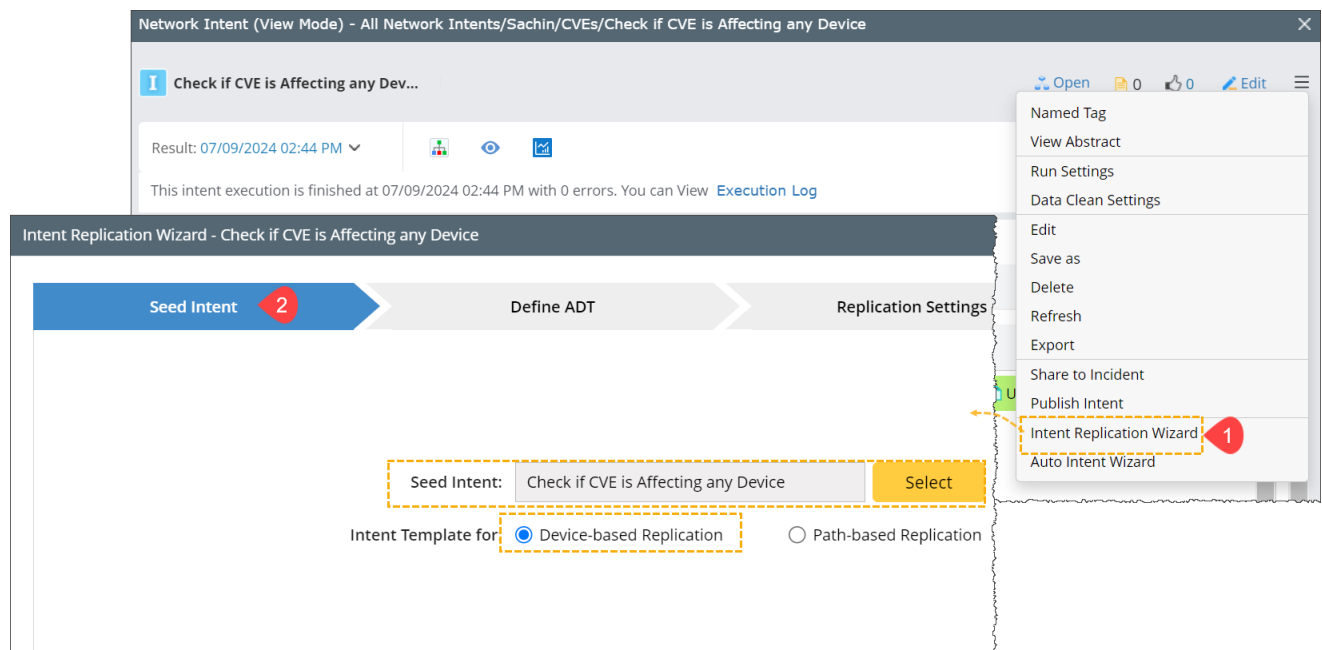 Network Intent (View Mode) - All Network Intents/Sachin/CVEs/Check if CVE is Affecting any Device
I Check if CVE is Affecting any Dev...
Open 0 0 Edit
Named Tag
View Abstract
Result: 07/09/2024 02:44 PM
Run Settings
This intent execution is finished at 07/09/2024 02:44 PM with 0 errors. You can View Execution Log
Data Clean Settings
Edit
Save as
Delete
Refresh
Export
Share to Incident
Publish Intent
Intent Replication Wizard 1
Auto Intent Wizard
U
Intent Replication Wizard - Check if CVE is Affecting any Device
Seed Intent 2 Define ADT Replication Settings
Seed Intent: Check if CVE is Affecting any Device Select
Intent Template for Device-based Replication Path-based Replication